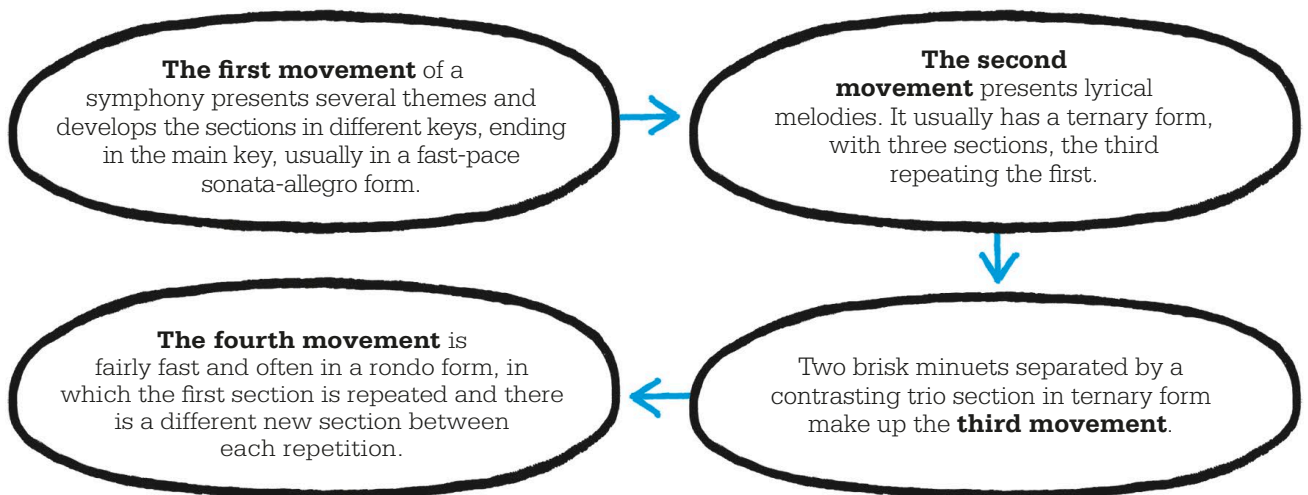 The first movement of a
symphony presents several themes and
develops the sections in different keys, ending
in the main key, usually in a fast-pace
sonata-allegro form.
The second
movement presents lyrical
melodies. It usually has a ternary form,
with three sections, the third
repeating the first.
Two brisk minuets separated by a
contrasting trio section in ternary form
make up the third movement.
The fourth movement is
fairly fast and often in a rondo form, in
which the first section is repeated and there
is a different new section between
each repetition.